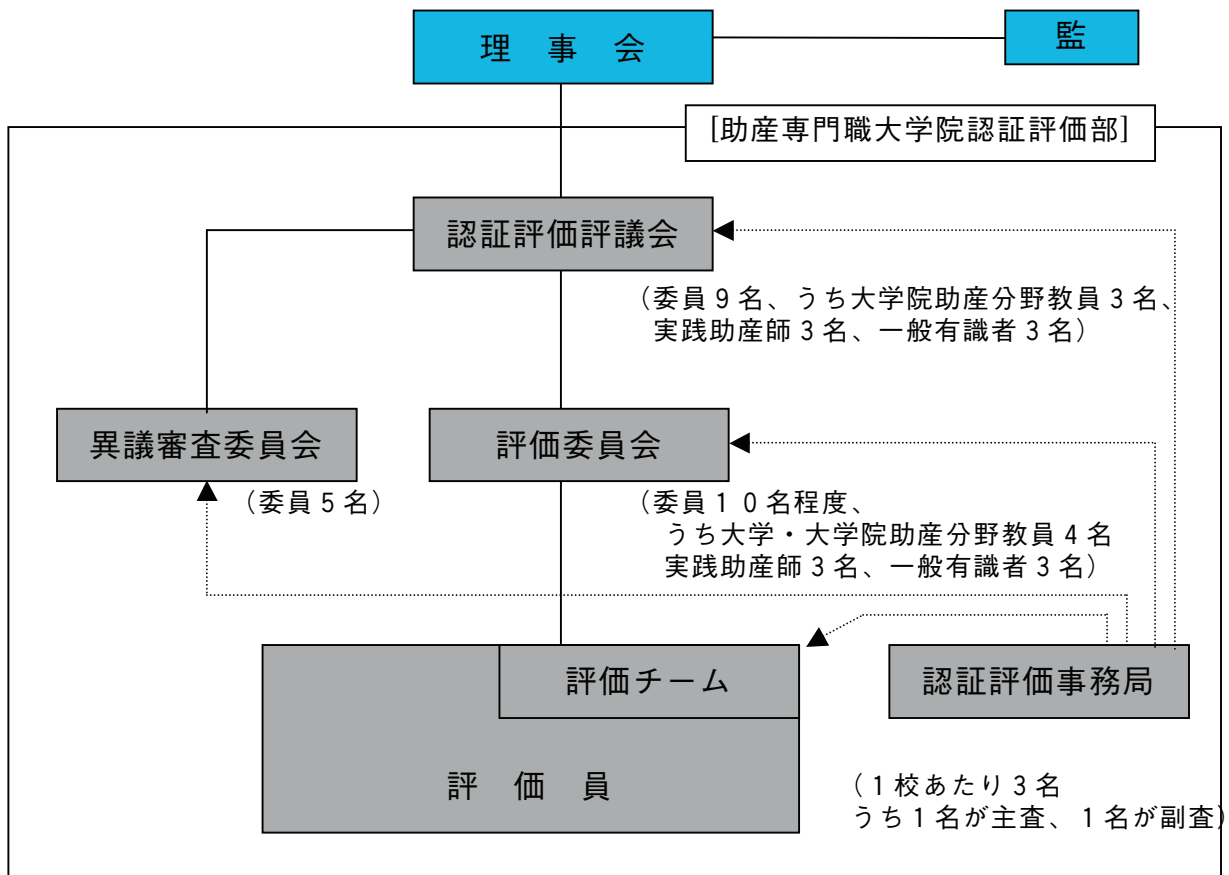 理 事 会
監
[助産専門職大学院認証評価部]
認証評価評議会
(委員9名、うち大学院助産分野教員3名、
実践助産師3名、一般有識者3名)
異議審査委員会
評価委員会
(委員5名)
(委員10名程度、
うち大学・大学院助産分野教員4名
実践助産師3名、一般有識者3名)
評価チーム
認証評価事務局
評 価 員
(1校あたり3名
うち1名が主査、1名が副査)